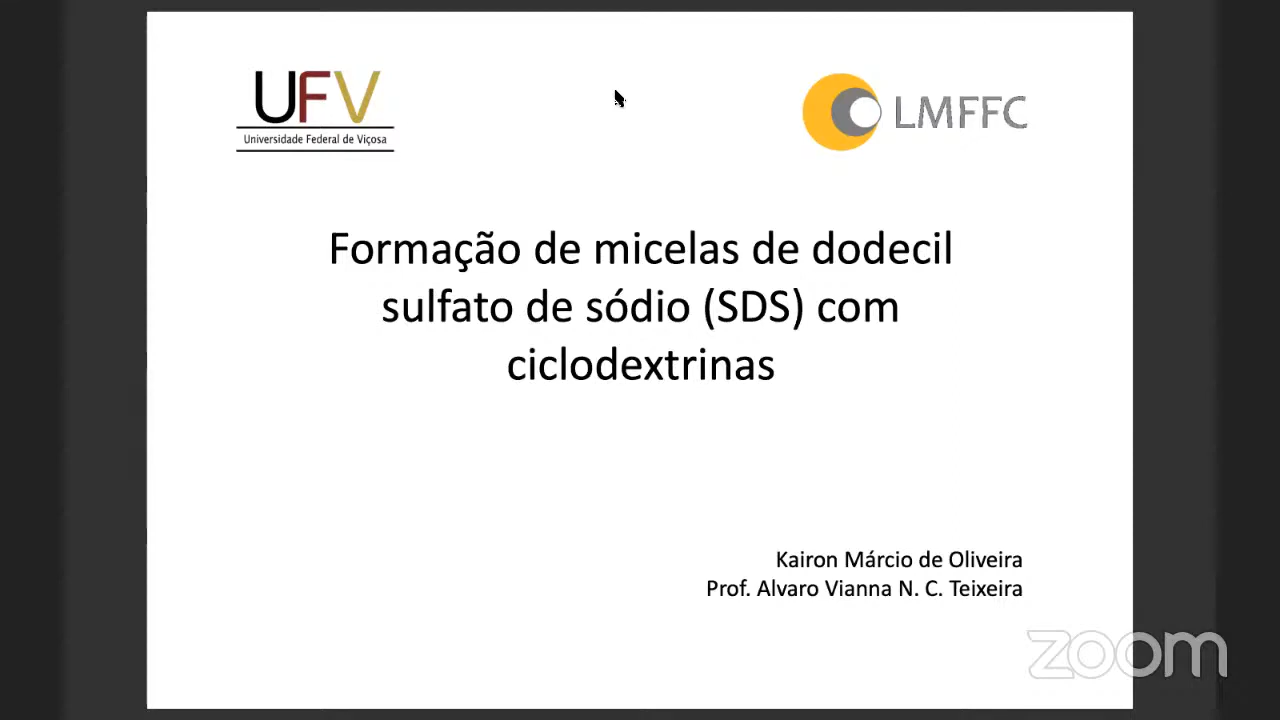 UFV
Universidade Federal de Viçosa
LMFFC
Formação de micelas de dodecil
sulfato de sódio (SDS) com
ciclodextrinas
Kairon Márcio de Oliveira
Prof. Alvaro Vianna N. C. Teixeira
zoom